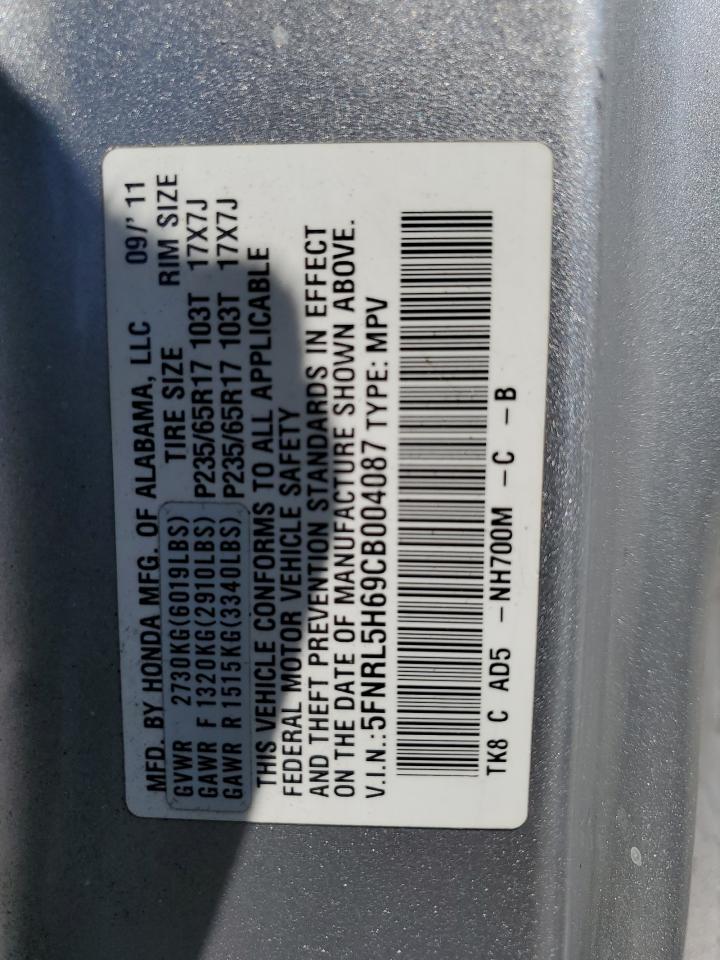 MFD. BY HONDA MFG. OF ALABAMA, LLC 09/' 11
GVWR 2730KG(6019LBS) TIRE SIZE RIM SIZE
GAWR F 1320KG(2910LBS) P235/65R17 103T 17X7J
GAWR R 1515KG(3340LBS) P235/65R17 103T 17X7J
THIS VEHICLE CONFORMS TO ALL APPLICABLE
FEDERAL MOTOR VEHICLE SAFETY
AND THEFT PREVENTION STANDARDS IN EFFECT
ON THE DATE OF MANUFACTURE SHOWN ABOVE.
V.I.N.:5FNRL5H69CB004087 TYPE: MPV
TK8 C AD5 -NH700M -C -B